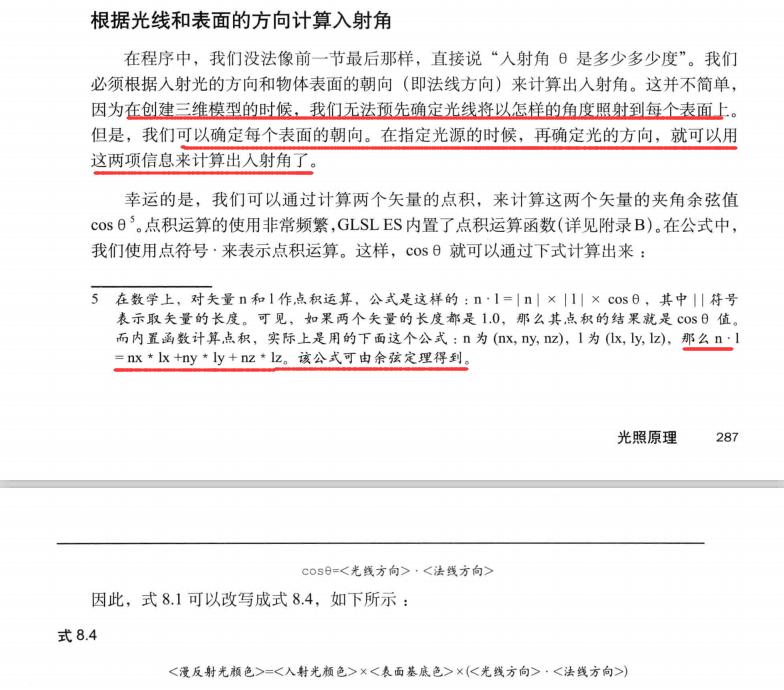 根据光线和表面的方向计算入射角
在程序中，我们没法像前一节最后那样，直接说“入射角 θ 是多少多少度”。我们
必须根据入射光的方向和物体表面的朝向（即法线方向）来计算出入射角。这并不简单，
因为在创建三维模型的时候，我们无法预先确定光线将以怎样的角度照射到每个表面上。
但是，我们可以确定每个表面的朝向。在指定光源的时候，再确定光的方向，就可以用
这两项信息来计算出入射角了。
幸运的是，我们可以通过计算两个矢量的点积，来计算这两个矢量的夹角余弦值
cos θ⁵。点积运算的使用非常频繁，GLSL ES 内置了点积运算函数（详见附录 B）。在公式中，
我们使用点符号 · 来表示点积运算。这样，cos θ 就可以通过下式计算出来：
5 在数学上，对矢量 n 和 l 作点积运算，公式是这样的：n · l = | n | × | l | × cos θ，其中 || 符号
表示取矢量的长度。可见，如果两个矢量的长度都是 1.0，那么其点积的结果就是 cos θ 值。
而内置函数计算点积，实际上是用的下面这个公式：n 为 (nx, ny, nz)，l 为 (lx, ly, lz)，那么 n · l
= nx * lx +ny * ly + nz * lz。该公式可由余弦定理得到。
光照原理 287
cosθ=<光线方向> · <法线方向>
因此，式 8.1 可以改写成式 8.4，如下所示：
式 8.4
<漫反射光颜色>=<入射光颜色>×<表面基底色>×(<光线方向> · <法线方向>)